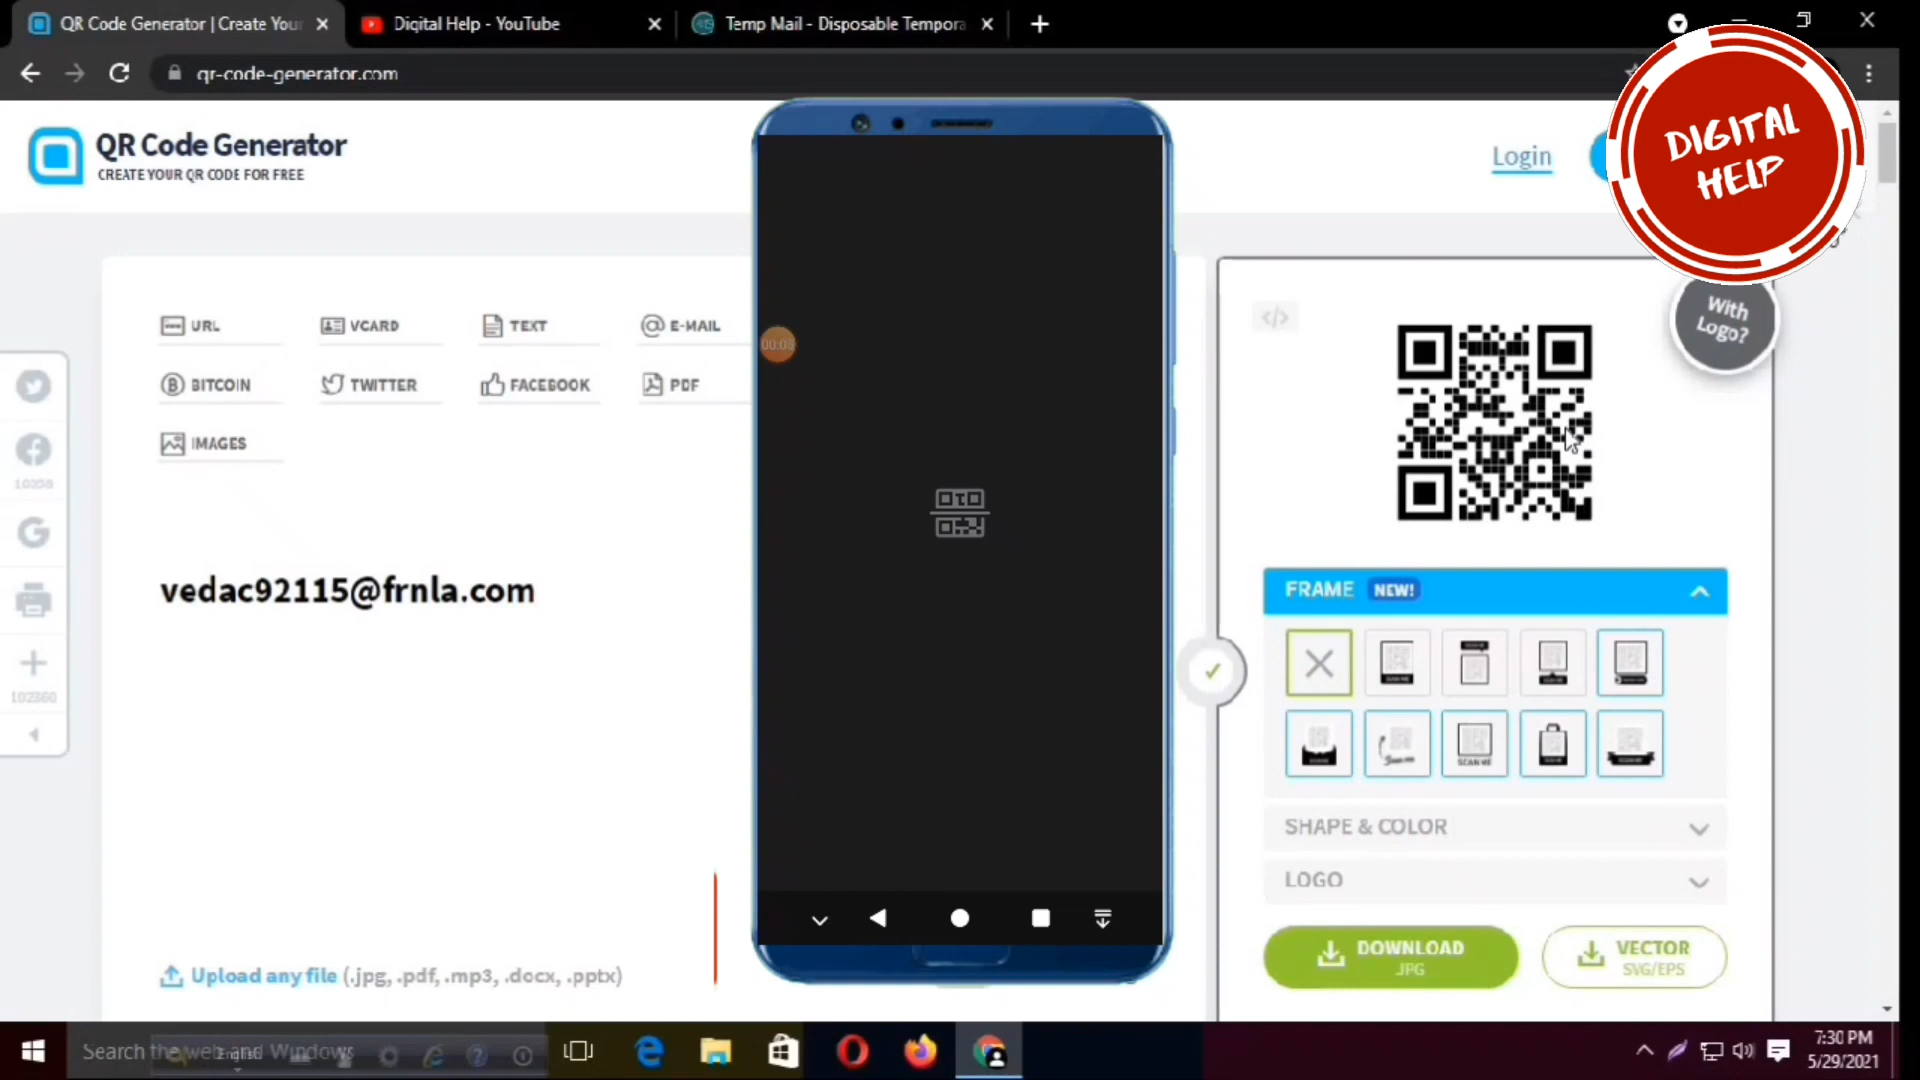 QR Code Generator | Create Your
Digital Help - YouTube
Temp Mail - Disposable Tempora
qr-code-generator.com
QR Code Generator
CREATE YOUR QR CODE FOR FREE
Login
DIGITAL
HELP
With
Logo?
URL
VCARD
TEXT
E-MAIL
BITCOIN
TWITTER
FACEBOOK
PDF
IMAGES
vedac92115@frnla.com
Upload any file (.jpg, .pdf, .mp3, .docx, .pptx)
FRAME NEW!
SCAN ME
SHAPE & COLOR
LOGO
DOWNLOAD
.JPG
VECTOR
SVG/EPS
Search the web and Windows
English
7:30 PM
5/29/2021